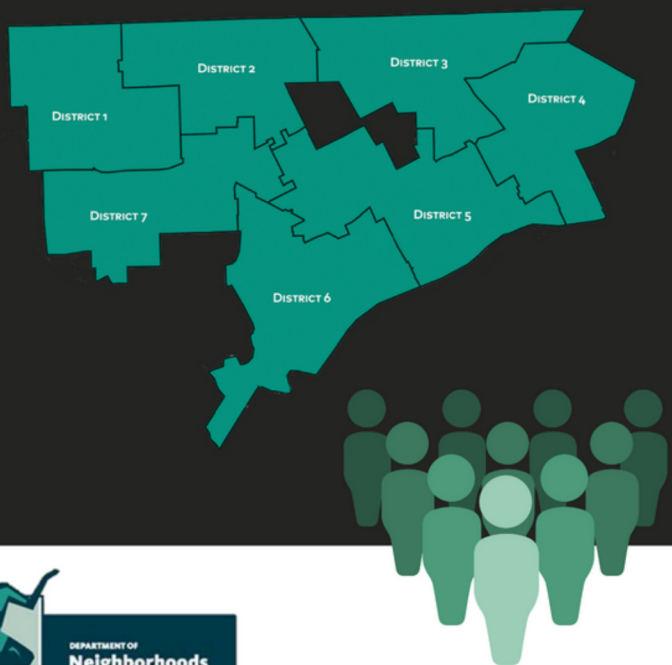 DISTRICT 1
DISTRICT 2
DISTRICT 3
DISTRICT 4
DISTRICT 5
DISTRICT 6
DISTRICT 7
DEPARTMENT OF
Neighborhoods